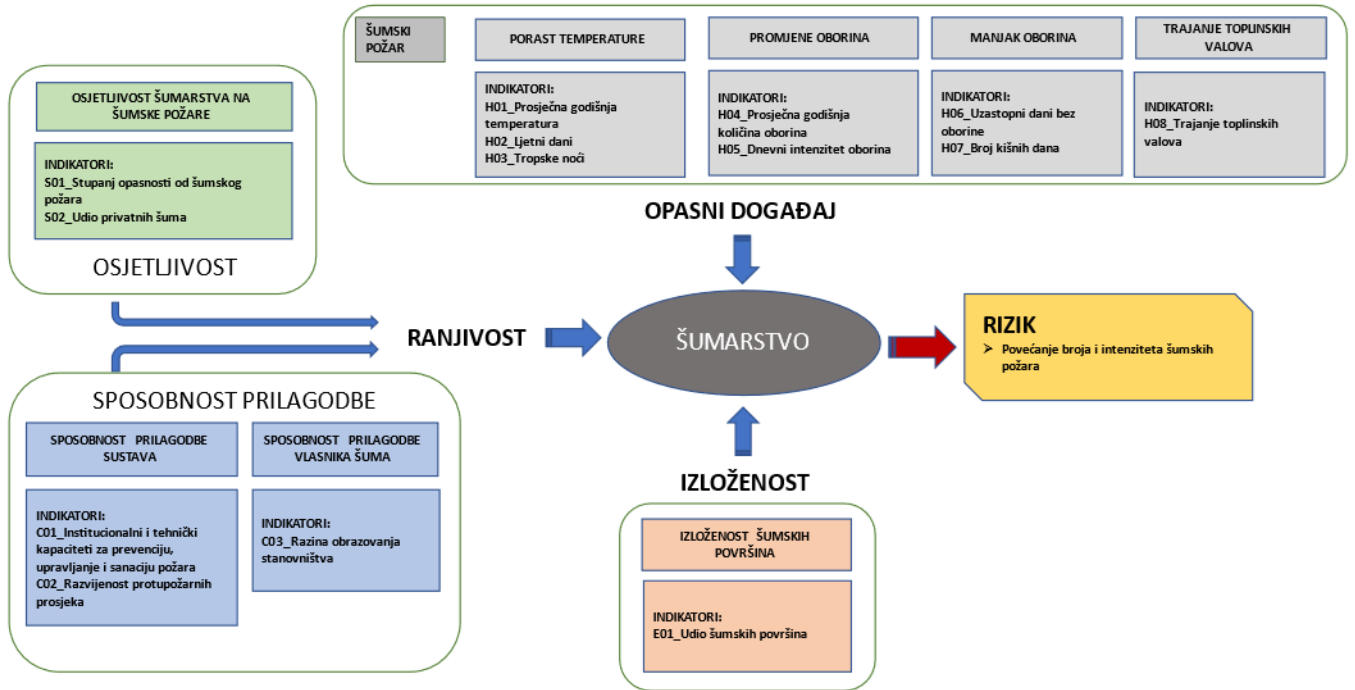 ŠUMSKI
POŽAR
PORAST TEMPERATURE
INDIKATORI:
H01_Prosječna godišnja
temperatura
H02_Ljetni dani
H03_Tropske noći
PROMJENE OBORINA
INDIKATORI:
H04_Prosječna godišnja
količina oborina
H05_Dnevni intenzitet oborina
MANJAK OBORINA
INDIKATORI:
H06_Uzastopni dani bez
oborine
H07_Broj kišnih dana
TRAJANJE TOPLINSKIH
VALOVA
INDIKATORI:
H08_Trajanje toplinskih
valova
OPASNI DOGAĐAJ
OSJETLJIVOST ŠUMARSTVA NA
ŠUMSKE POŽARE
INDIKATORI:
S01_Stupanj opasnosti od šumskog
požara
S02_Udio privatnih šuma
OSJETLJIVOST
RANJIVOST
ŠUMARSTVO
RIZIK
➢ Povećanje broja i intenziteta šumskih
požara
SPOSOBNOST PRILAGODBE
SPOSOBNOST PRILAGODBE
SUSTAVA
INDIKATORI:
C01_Institucionalni i tehnički
kapaciteti za prevenciju,
upravljanje i sanaciju požara
C02_Razvijenost protupožarnih
prosjeka
SPOSOBNOST PRILAGODBE
VLASNIKA ŠUMA
INDIKATORI:
C03_Razina obrazovanja
stanovništva
IZLOŽENOST
IZLOŽENOST ŠUMSKIH
POVRŠINA
INDIKATORI:
E01_Udio šumskih površina